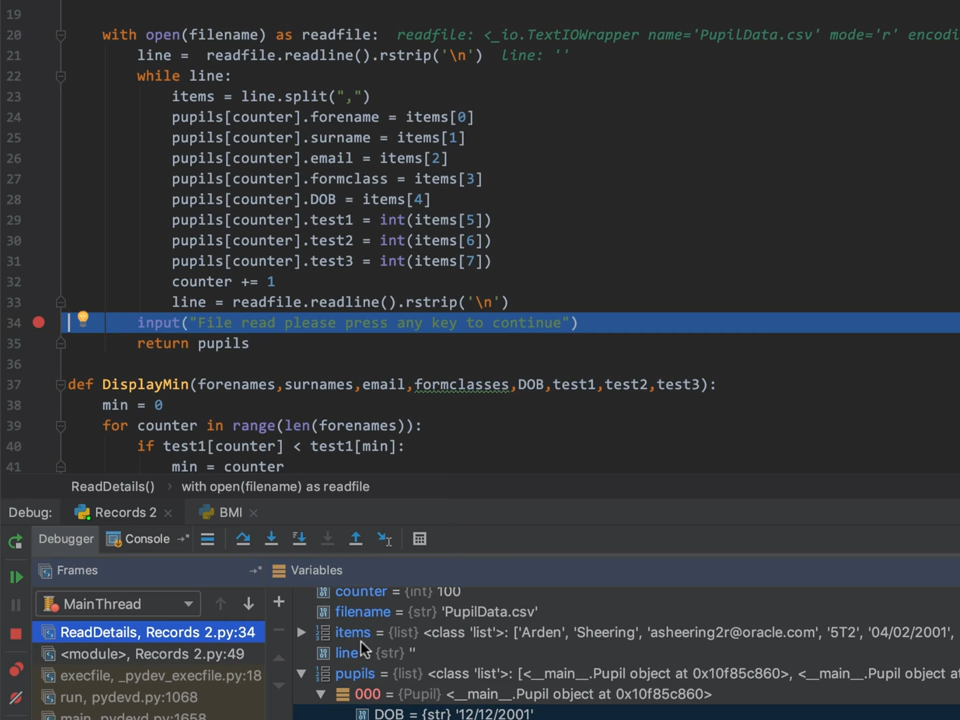 19
20 with open(filename) as readfile: readfile: <_io.TextIOWrapper name='PupilData.csv' mode='r' encodi
21 line = readfile.readline().rstrip('\n') line: ''
22 while line:
23 items = line.split(",")
24 pupils[counter].forename = items[0]
25 pupils[counter].surname = items[1]
26 pupils[counter].email = items[2]
27 pupils[counter].formclass = items[3]
28 pupils[counter].DOB = items[4]
29 pupils[counter].test1 = int(items[5])
30 pupils[counter].test2 = int(items[6])
31 pupils[counter].test3 = int(items[7])
32 counter += 1
33 line = readfile.readline().rstrip('\n')
34 input("File read please press any key to continue")
35 return pupils
36
37 def DisplayMin(forenames,surnames,email,formclasses,DOB,test1,test2,test3):
38 min = 0
39 for counter in range(len(forenames)):
40 if test1[counter] < test1[min]:
41 min = counter
ReadDetails() › with open(filename) as readfile
Debug: Records 2 × BMI ×
Debugger Console
Frames Variables
counter = {int} 100
MainThread
filename = {str} 'PupilData.csv'
ReadDetails, Records 2.py:34
items = {list} <class 'list'>: ['Arden', 'Sheering', 'asheering2r@oracle.com', '5T2', '04/02/2001',
<module>, Records 2.py:49
line = {str} ''
execfile, _pydev_execfile.py:18
pupils = {list} <class 'list'>: [<__main__.Pupil object at 0x10f85c860>, <__main__.Pupil object a
run, pydevd.py:1068
000 = {Pupil} <__main__.Pupil object at 0x10f85c860>
main, pydevd.py:1658
DOB = {str} '12/12/2001'